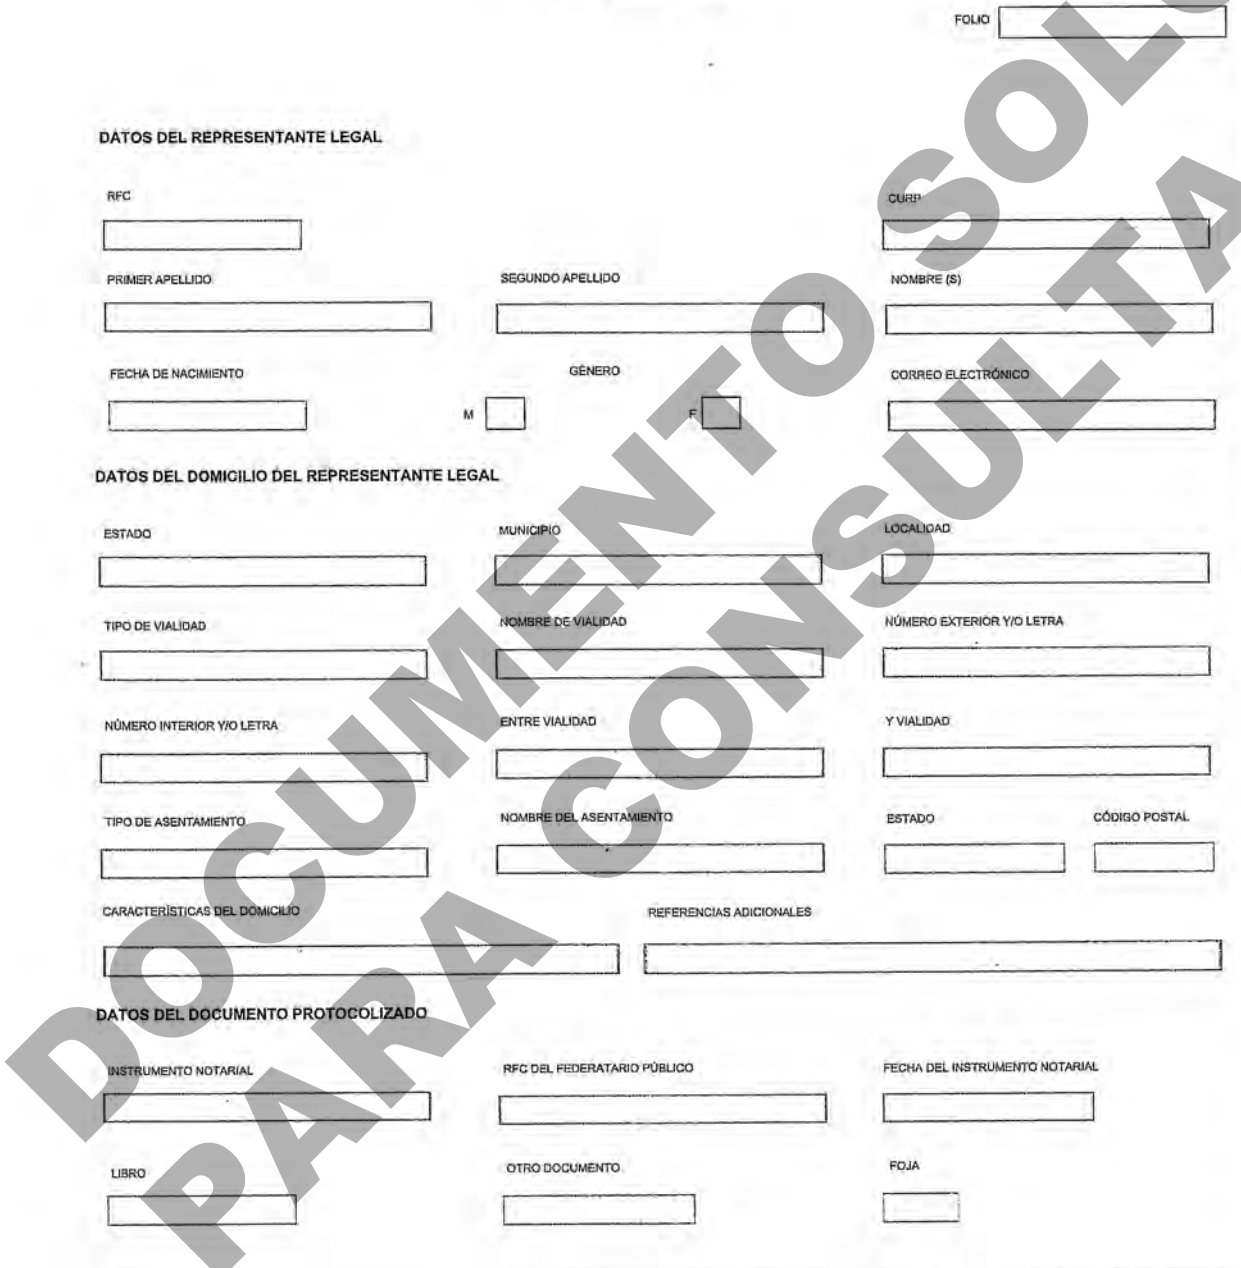 FOLIO
DATOS DEL REPRESENTANTE LEGAL
RFC CURP
PRIMER APELLIDO SEGUNDO APELLIDO NOMBRE (S)
FECHA DE NACIMIENTO GÉNERO CORREO ELECTRÓNICO
M F
DATOS DEL DOMICILIO DEL REPRESENTANTE LEGAL
ESTADO MUNICIPIO LOCALIDAD
TIPO DE VIALIDAD NOMBRE DE VIALIDAD NÚMERO EXTERIOR Y/O LETRA
NÚMERO INTERIOR Y/O LETRA ENTRE VIALIDAD Y VIALIDAD
TIPO DE ASENTAMIENTO NOMBRE DEL ASENTAMIENTO ESTADO CÓDIGO POSTAL
CARACTERÍSTICAS DEL DOMICILIO REFERENCIAS ADICIONALES
DATOS DEL DOCUMENTO PROTOCOLIZADO
INSTRUMENTO NOTARIAL RFC DEL FEDERATARIO PÚBLICO FECHA DEL INSTRUMENTO NOTARIAL
LIBRO OTRO DOCUMENTO FOJA
DOCUMENTO SOLO
PARA CONSULTA